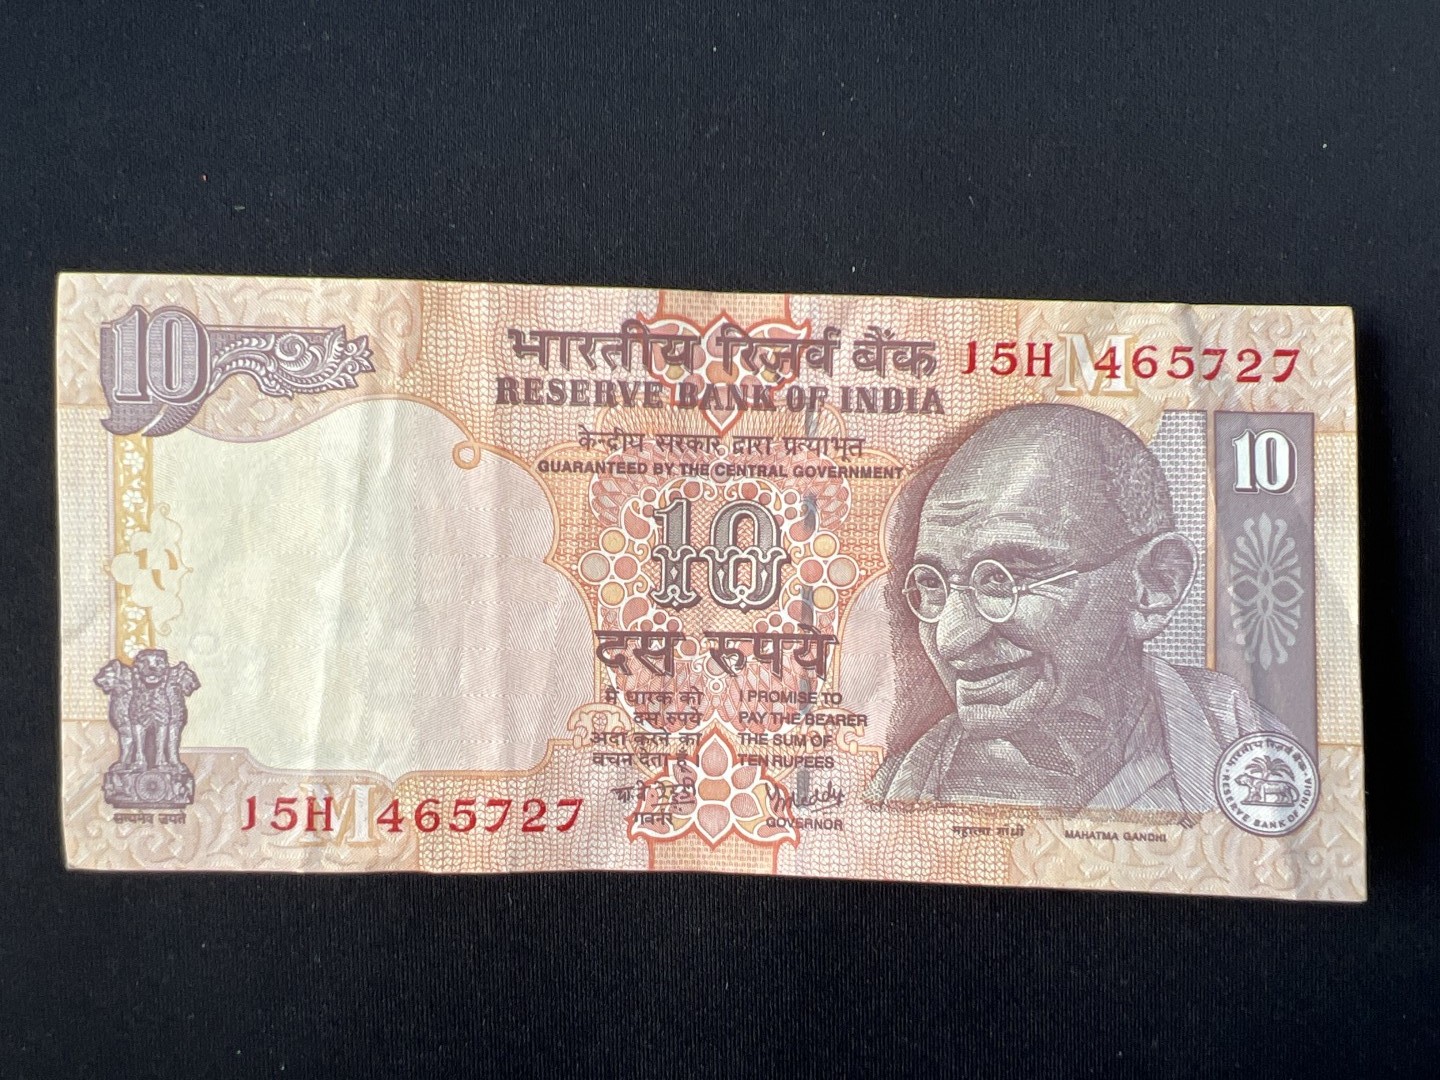 10
भारतीय रिज़र्व बैंक
RESERVE BANK OF INDIA
J5H M 465727
10
केन्द्रीय सरकार द्वारा प्रत्याभूत
GUARANTEED BY THE CENTRAL GOVERNMENT
10
दस रुपये
मैं धारक को
दस रुपये
अदा करने का
वचन देता हूँ।
I PROMISE TO
PAY THE BEARER
THE SUM OF
TEN RUPEES
गवर्नर
Y V Reddy
GOVERNOR
सत्यमेव जयते
J5H M 465727
महात्मा गांधी
MAHATMA GANDHI
भारतीय रिज़र्व बैंक
RESERVE BANK OF INDIA